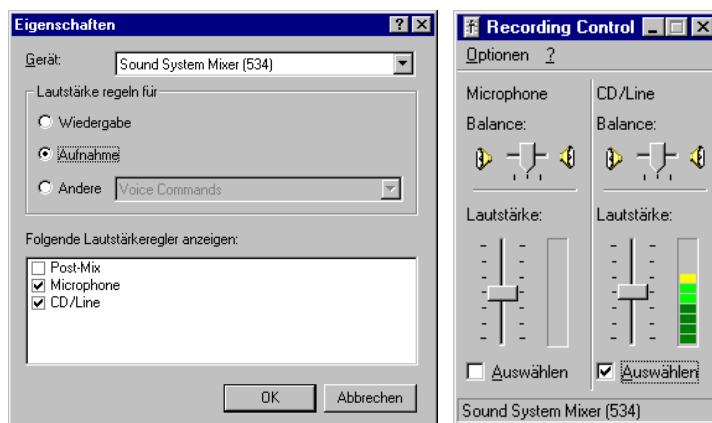 Eigenschaften
Gerät: Sound System Mixer (534)
Lautstärke regeln für
Wiedergabe
Aufnahme
Andere Voice Commands
Folgende Lautstärkeregler anzeigen:
Post-Mix
Microphone
CD/Line
OK Abbrechen
Recording Control
Optionen ?
Microphone CD/Line
Balance: Balance:
Lautstärke: Lautstärke:
Auswählen Auswählen
Sound System Mixer (534)